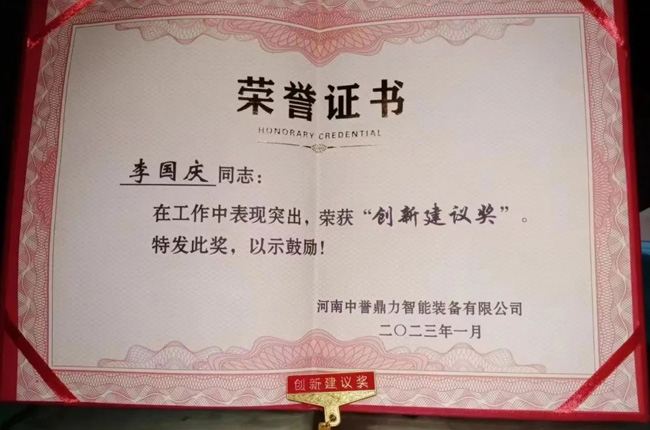 荣誉证书
HONORARY CREDENTIAL
李国庆同志：
在工作中表现突出，荣获“创新建议奖”。
特发此奖，以示鼓励！
河南中誉鼎力智能装备有限公司
二〇二三年一月
创新建议奖